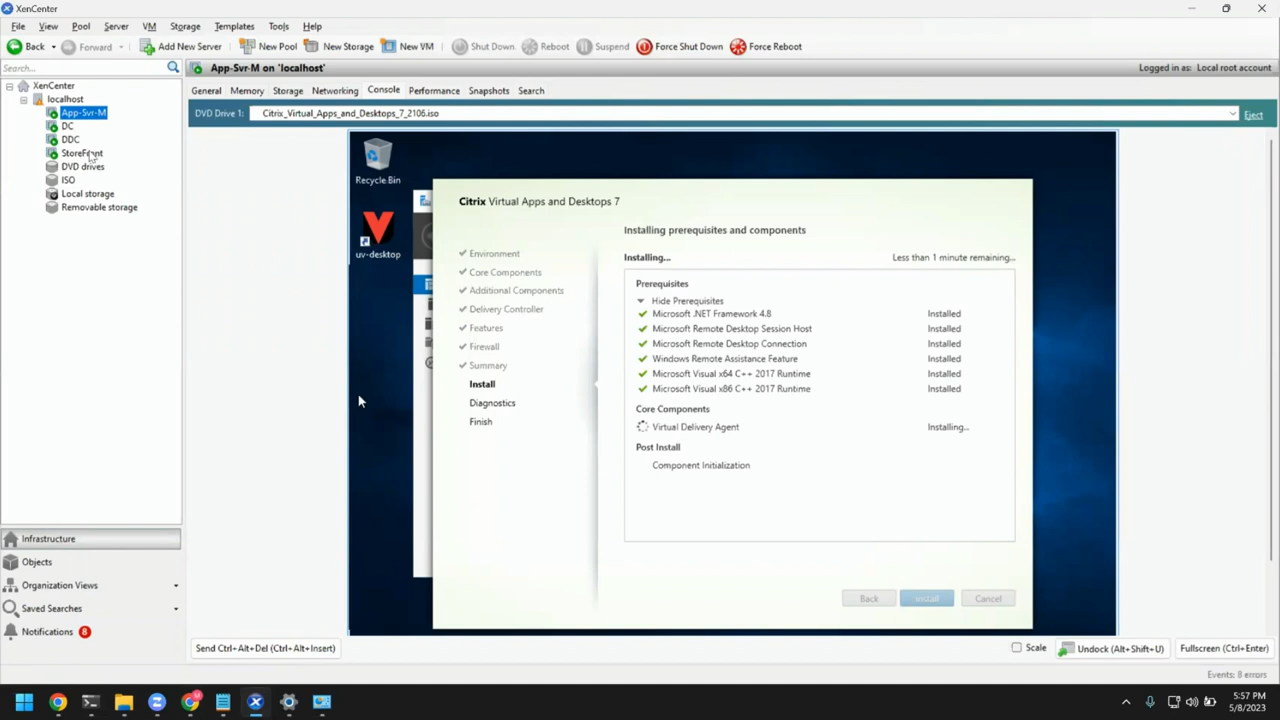 XenCenter
File View Pool Server VM Storage Templates Tools Help
Back Forward Add New Server New Pool New Storage New VM Shut Down Reboot Suspend Force Shut Down Force Reboot
Search...
App-Svr-M on 'localhost' Logged in as: Local root account
XenCenter
localhost
App-Svr-M
DC
DDC
StoreFront
DVD drives
ISO
Local storage
Removable storage
General Memory Storage Networking Console Performance Snapshots Search
DVD Drive 1: Citrix_Virtual_Apps_and_Desktops_7_2106.iso Eject
Recycle Bin
uv-desktop
Citrix Virtual Apps and Desktops 7
Environment
Core Components
Additional Components
Delivery Controller
Features
Firewall
Summary
Install
Diagnostics
Finish
Installing prerequisites and components
Installing... Less than 1 minute remaining...
Prerequisites
Hide Prerequisites
Microsoft .NET Framework 4.8 Installed
Microsoft Remote Desktop Session Host Installed
Microsoft Remote Desktop Connection Installed
Windows Remote Assistance Feature Installed
Microsoft Visual x64 C++ 2017 Runtime Installed
Microsoft Visual x86 C++ 2017 Runtime Installed
Core Components
Virtual Delivery Agent Installing...
Post Install
Component Initialization
Back Install Cancel
Infrastructure
Objects
Organization Views
Saved Searches
Notifications 8
Send Ctrl+Alt+Del (Ctrl+Alt+Insert) Scale Undock (Alt+Shift+U) Fullscreen (Ctrl+Enter)
Events: 8 errors
5:57 PM
5/8/2023